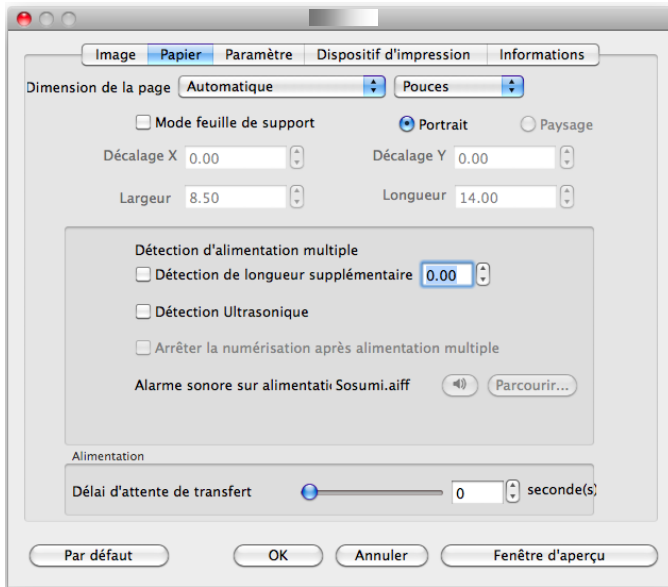 Image Papier Paramètre Dispositif d'impression Informations
Dimension de la page Automatique Pouces
Mode feuille de support Portrait Paysage
Décalage X 0.00 Décalage Y 0.00
Largeur 8.50 Longueur 14.00
Détection d'alimentation multiple
Détection de longueur supplémentaire 0.00
Détection Ultrasonique
Arrêter la numérisation après alimentation multiple
Alarme sonore sur alimentati Sosumi.aiff Parcourir...
Alimentation
Délai d'attente de transfert 0 seconde(s)
Par défaut OK Annuler Fenêtre d'aperçu